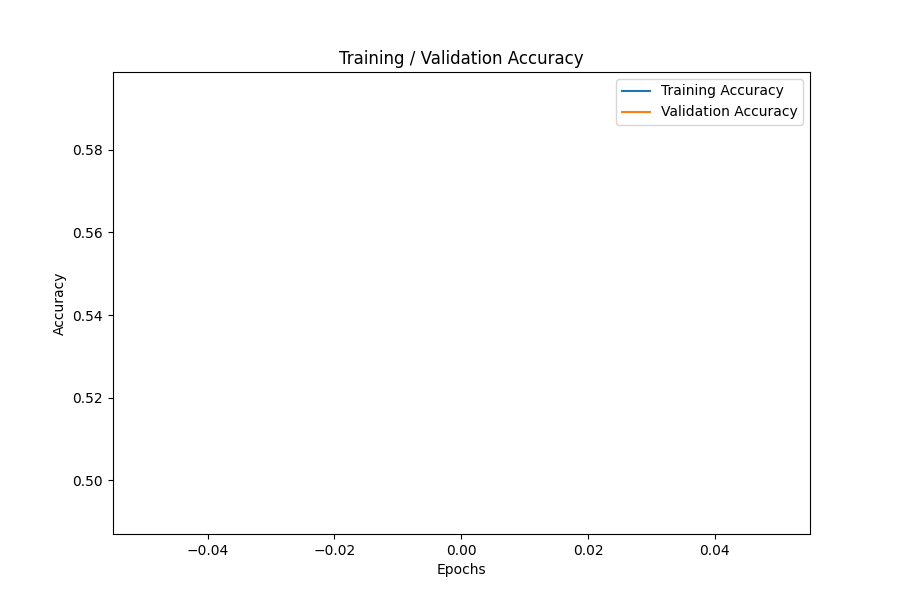 Training / Validation Accuracy
Training Accuracy
Validation Accuracy
0.58
0.56
0.54
0.52
0.50
Accuracy
−0.04
−0.02
0.00
0.02
0.04
Epochs